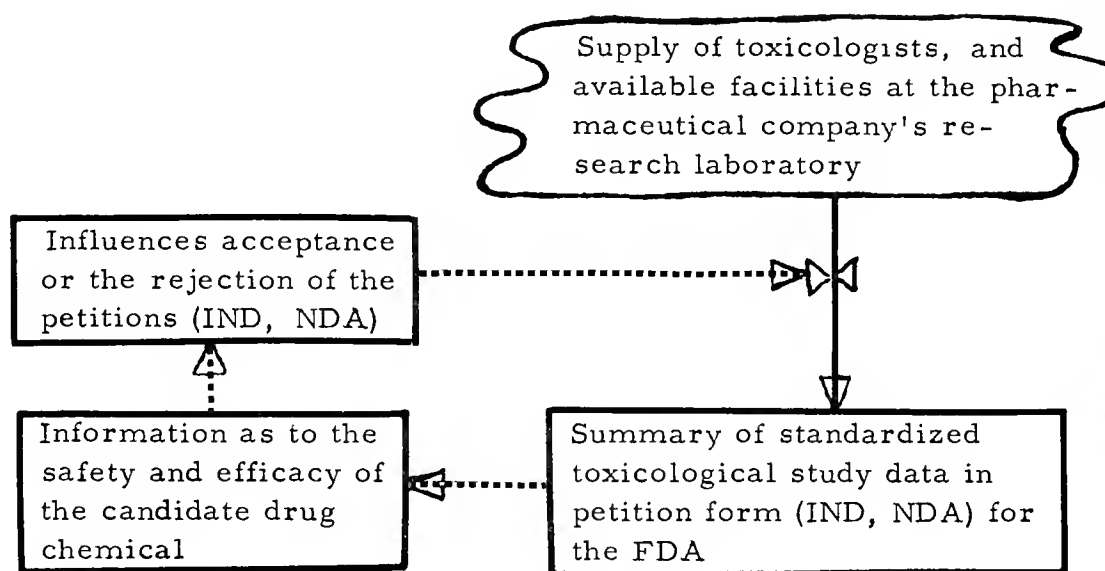 Supply of toxicologists, and
available facilities at the phar-
maceutical company's re-
search laboratory
Influences acceptance
or the rejection of the
petitions (IND, NDA)
Information as to the
safety and efficacy of
the candidate drug
chemical
Summary of standardized
toxicological study data in
petition form (IND, NDA) for
the FDA